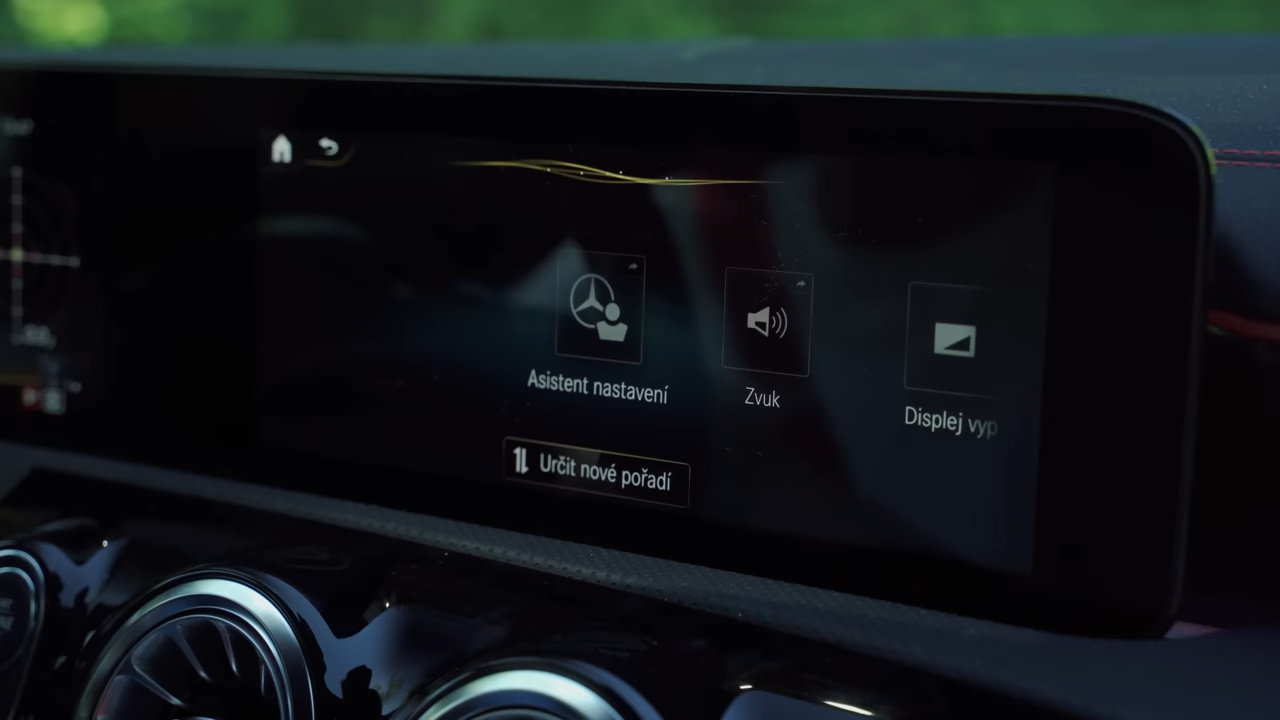 Asistent nastavení
Zvuk
Displej vyp
Určit nové pořadí